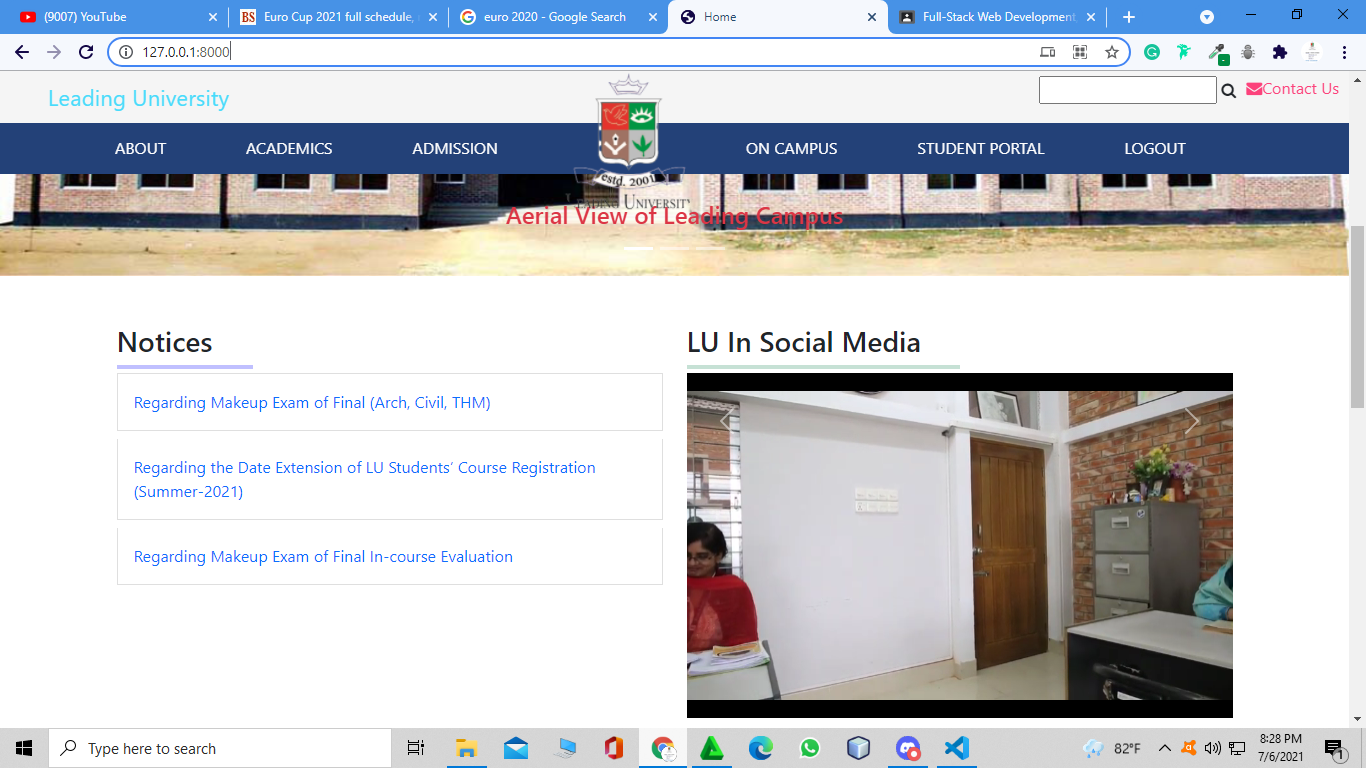 (9007) YouTube
Euro Cup 2021 full schedule,
euro 2020 - Google Search
Home
Full-Stack Web Development
127.0.0.1:8000
Leading University
Contact Us
ABOUT
ACADEMICS
ADMISSION
ON CAMPUS
STUDENT PORTAL
LOGOUT
estd. 2001
Leading University
Aerial View of Leading Campus
Notices
Regarding Makeup Exam of Final (Arch, Civil, THM)
Regarding the Date Extension of LU Students’ Course Registration
(Summer-2021)
Regarding Makeup Exam of Final In-course Evaluation
LU In Social Media
Type here to search
82°F
8:28 PM
7/6/2021
1